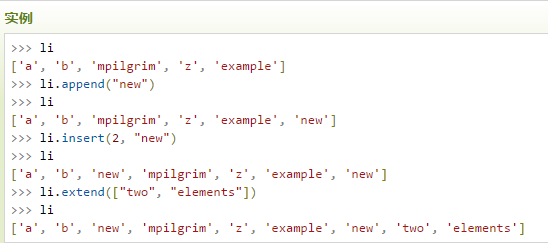 实例
>>> li
['a', 'b', 'mpilgrim', 'z', 'example']
>>> li.append("new")
>>> li
['a', 'b', 'mpilgrim', 'z', 'example', 'new']
>>> li.insert(2, "new")
>>> li
['a', 'b', 'new', 'mpilgrim', 'z', 'example', 'new']
>>> li.extend(["two", "elements"])
>>> li
['a', 'b', 'new', 'mpilgrim', 'z', 'example', 'new', 'two', 'elements']